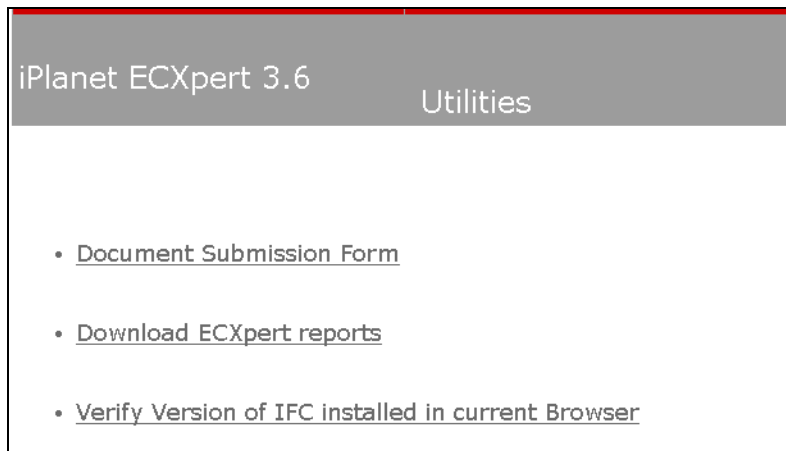 iPlanet ECXpert 3.6
Utilities
• Document Submission Form
• Download ECXpert reports
• Verify Version of IFC installed in current Browser